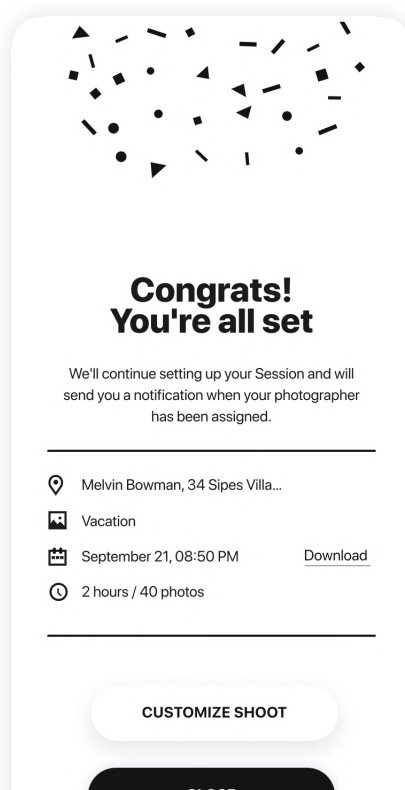 Congrats!
You're all set
We'll continue setting up your Session and will
send you a notification when your photographer
has been assigned.
Melvin Bowman, 34 Sipes Villa...
Vacation
September 21, 08:50 PM
Download
2 hours / 40 photos
CUSTOMIZE SHOOT